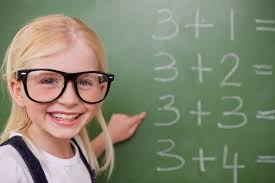 3 + 1 =
3 + 2 =
3 + 3 =
3 + 4 =